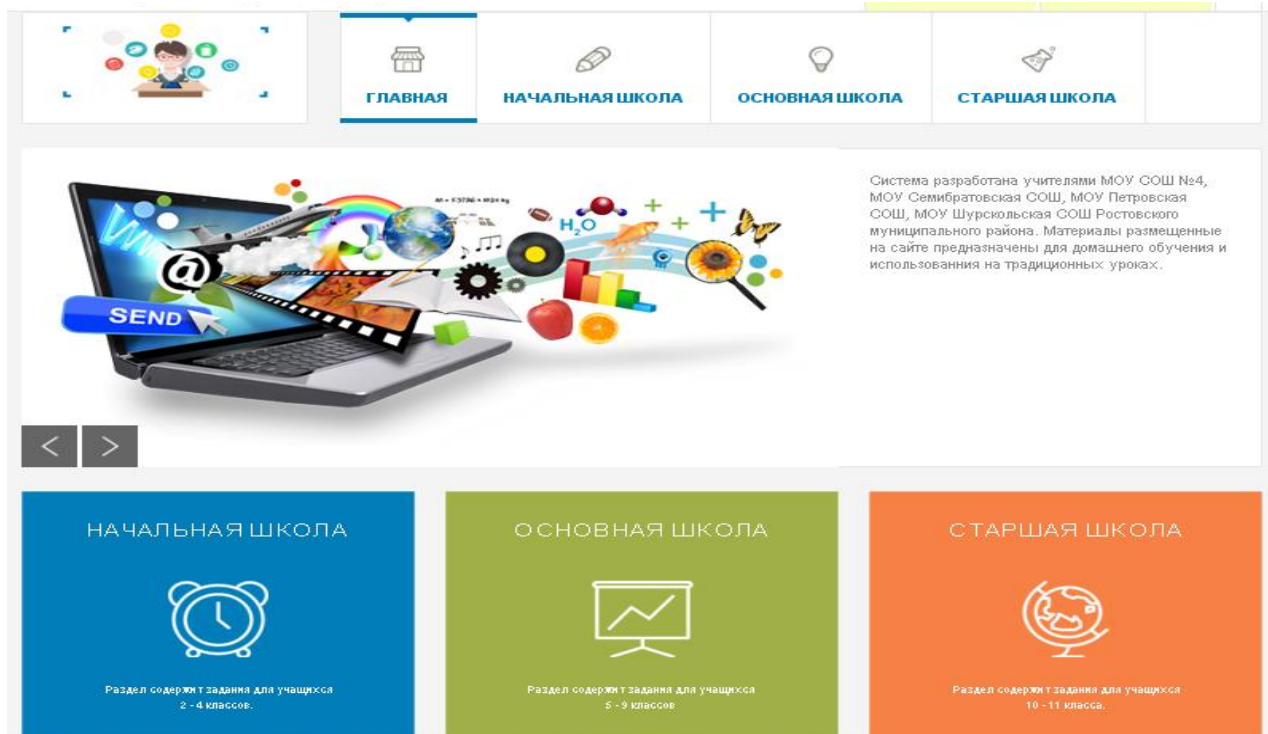 ГЛАВНАЯ
НАЧАЛЬНАЯ ШКОЛА
ОСНОВНАЯ ШКОЛА
СТАРШАЯ ШКОЛА
Система разработана учителями МОУ СОШ №4,
МОУ Семибратовская СОШ, МОУ Петровская
СОШ, МОУ Шурскольская СОШ Ростовского
муниципального района. Материалы размещенные
на сайте предназначены для домашнего обучения и
использованния на традиционных уроках.
H2O
@
SEND
< >
НАЧАЛЬНАЯ ШКОЛА
Раздел содержит задания для учащихся
2 - 4 классов.
ОСНОВНАЯ ШКОЛА
Раздел содержит задания для учащихся
5 - 9 классов
СТАРШАЯ ШКОЛА
Раздел содержит задания для учащихся
10 - 11 класса.